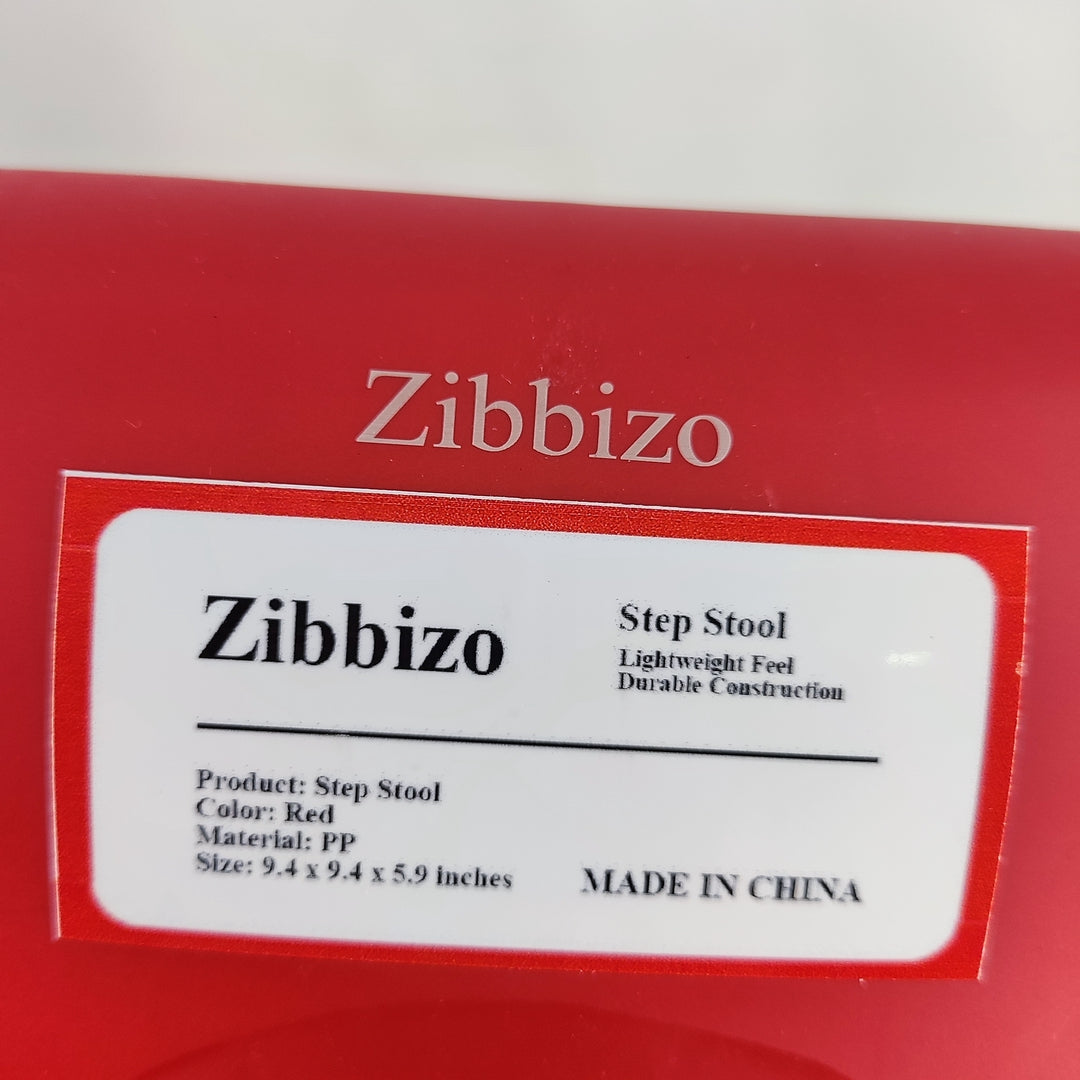 Zibbizo
Zibbizo
Step Stool
Lightweight Feel
Durable Construction
Product: Step Stool
Color: Red
Material: PP
Size: 9.4 x 9.4 x 5.9 inches
MADE IN CHINA